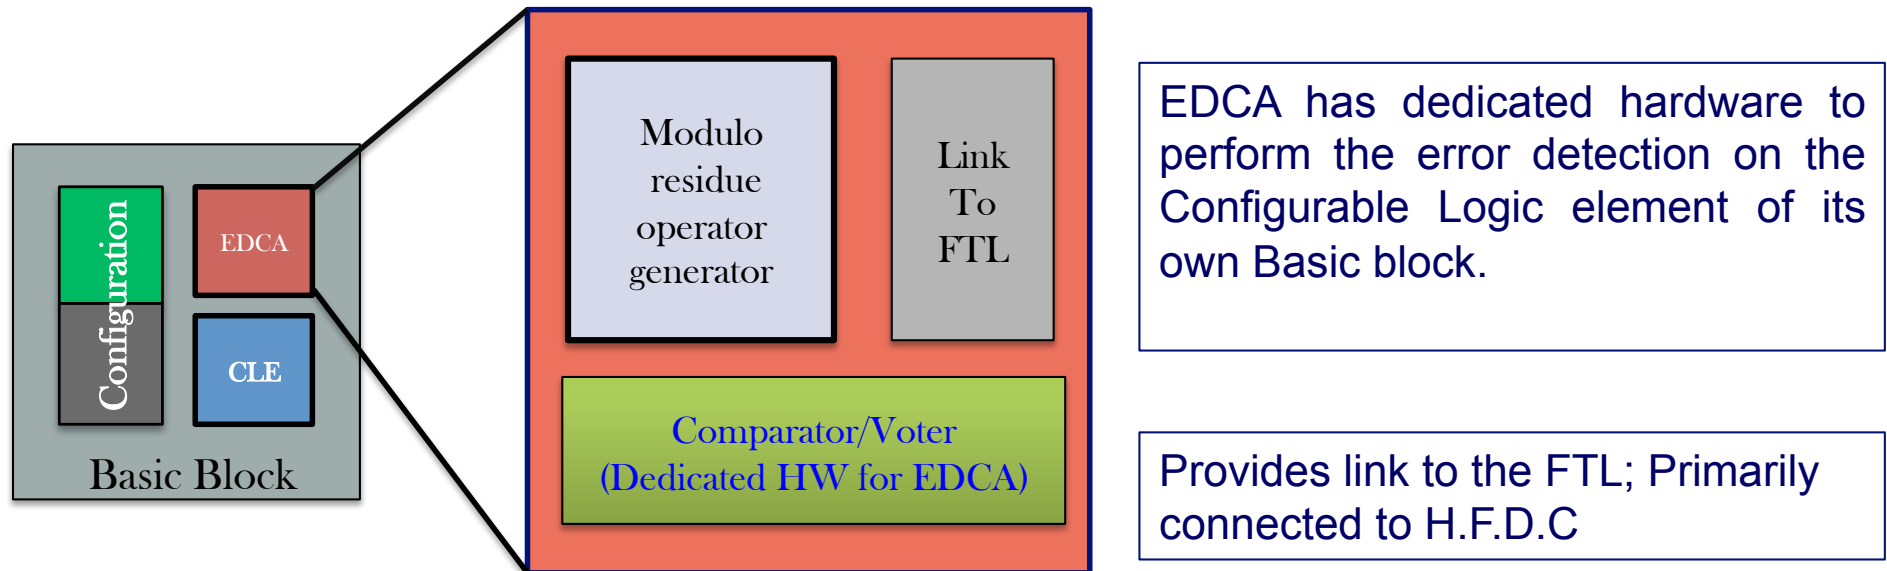 Configuration
EDCA
CLE
Basic Block
Modulo
residue
operator
generator
Link
To
FTL
Comparator/Voter
(Dedicated HW for EDCA)
EDCA has dedicated hardware to
perform the error detection on the
Configurable Logic element of its
own Basic block.
Provides link to the FTL; Primarily
connected to H.F.D.C